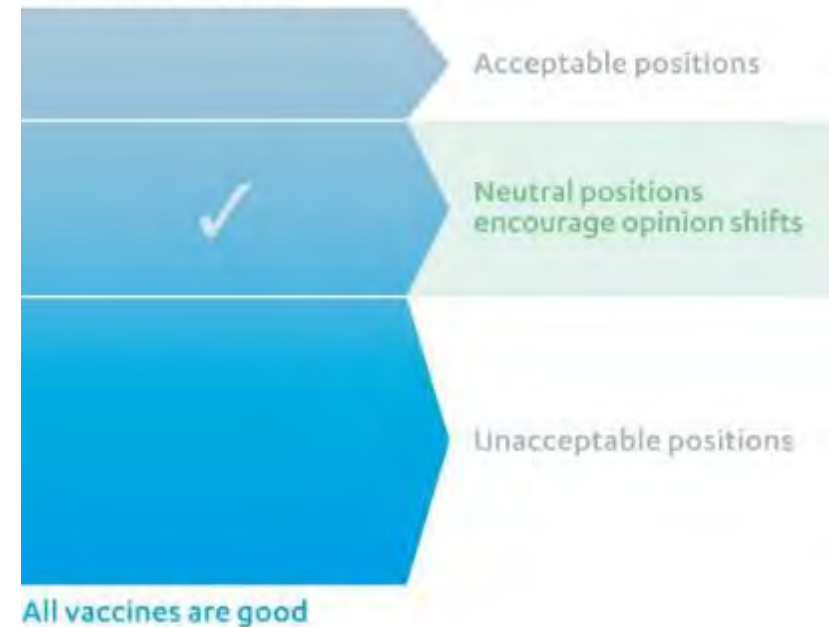 Acceptable positions
Neutral positions
encourage opinion shifts
Unacceptable positions
All vaccines are good